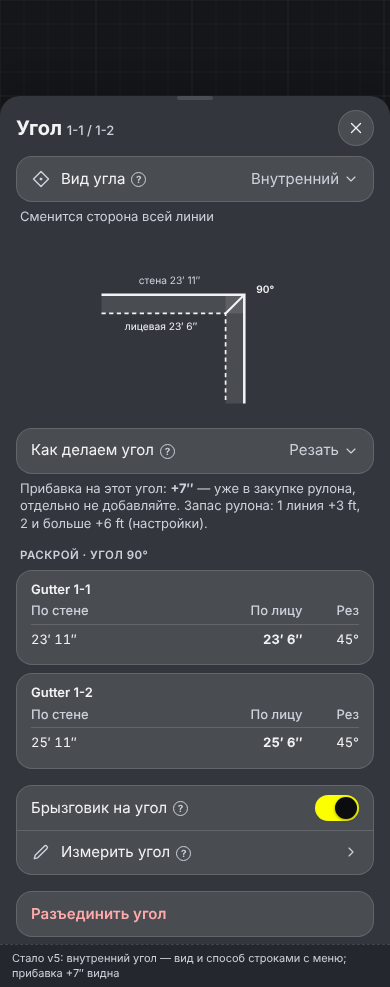 Угол 1-1 / 1-2
Вид угла ? Внутренний
Сменится сторона всей линии
стена 23′ 11″
90°
лицевая 23′ 6″
Как делаем угол ? Резать
Прибавка на этот угол: +7″ — уже в закупке рулона,
отдельно не добавляйте. Запас рулона: 1 линия +3 ft,
2 и больше +6 ft (настройки).
РАСКРОЙ · УГОЛ 90°
Gutter 1-1
По стене По лицу Рез
23′ 11″ 23′ 6″ 45°
Gutter 1-2
По стене По лицу Рез
25′ 11″ 25′ 6″ 45°
Брызговик на угол ?
Измерить угол ?
Разъединить угол
Стало v5: внутренний угол — вид и способ строками с меню;
прибавка +7″ видна